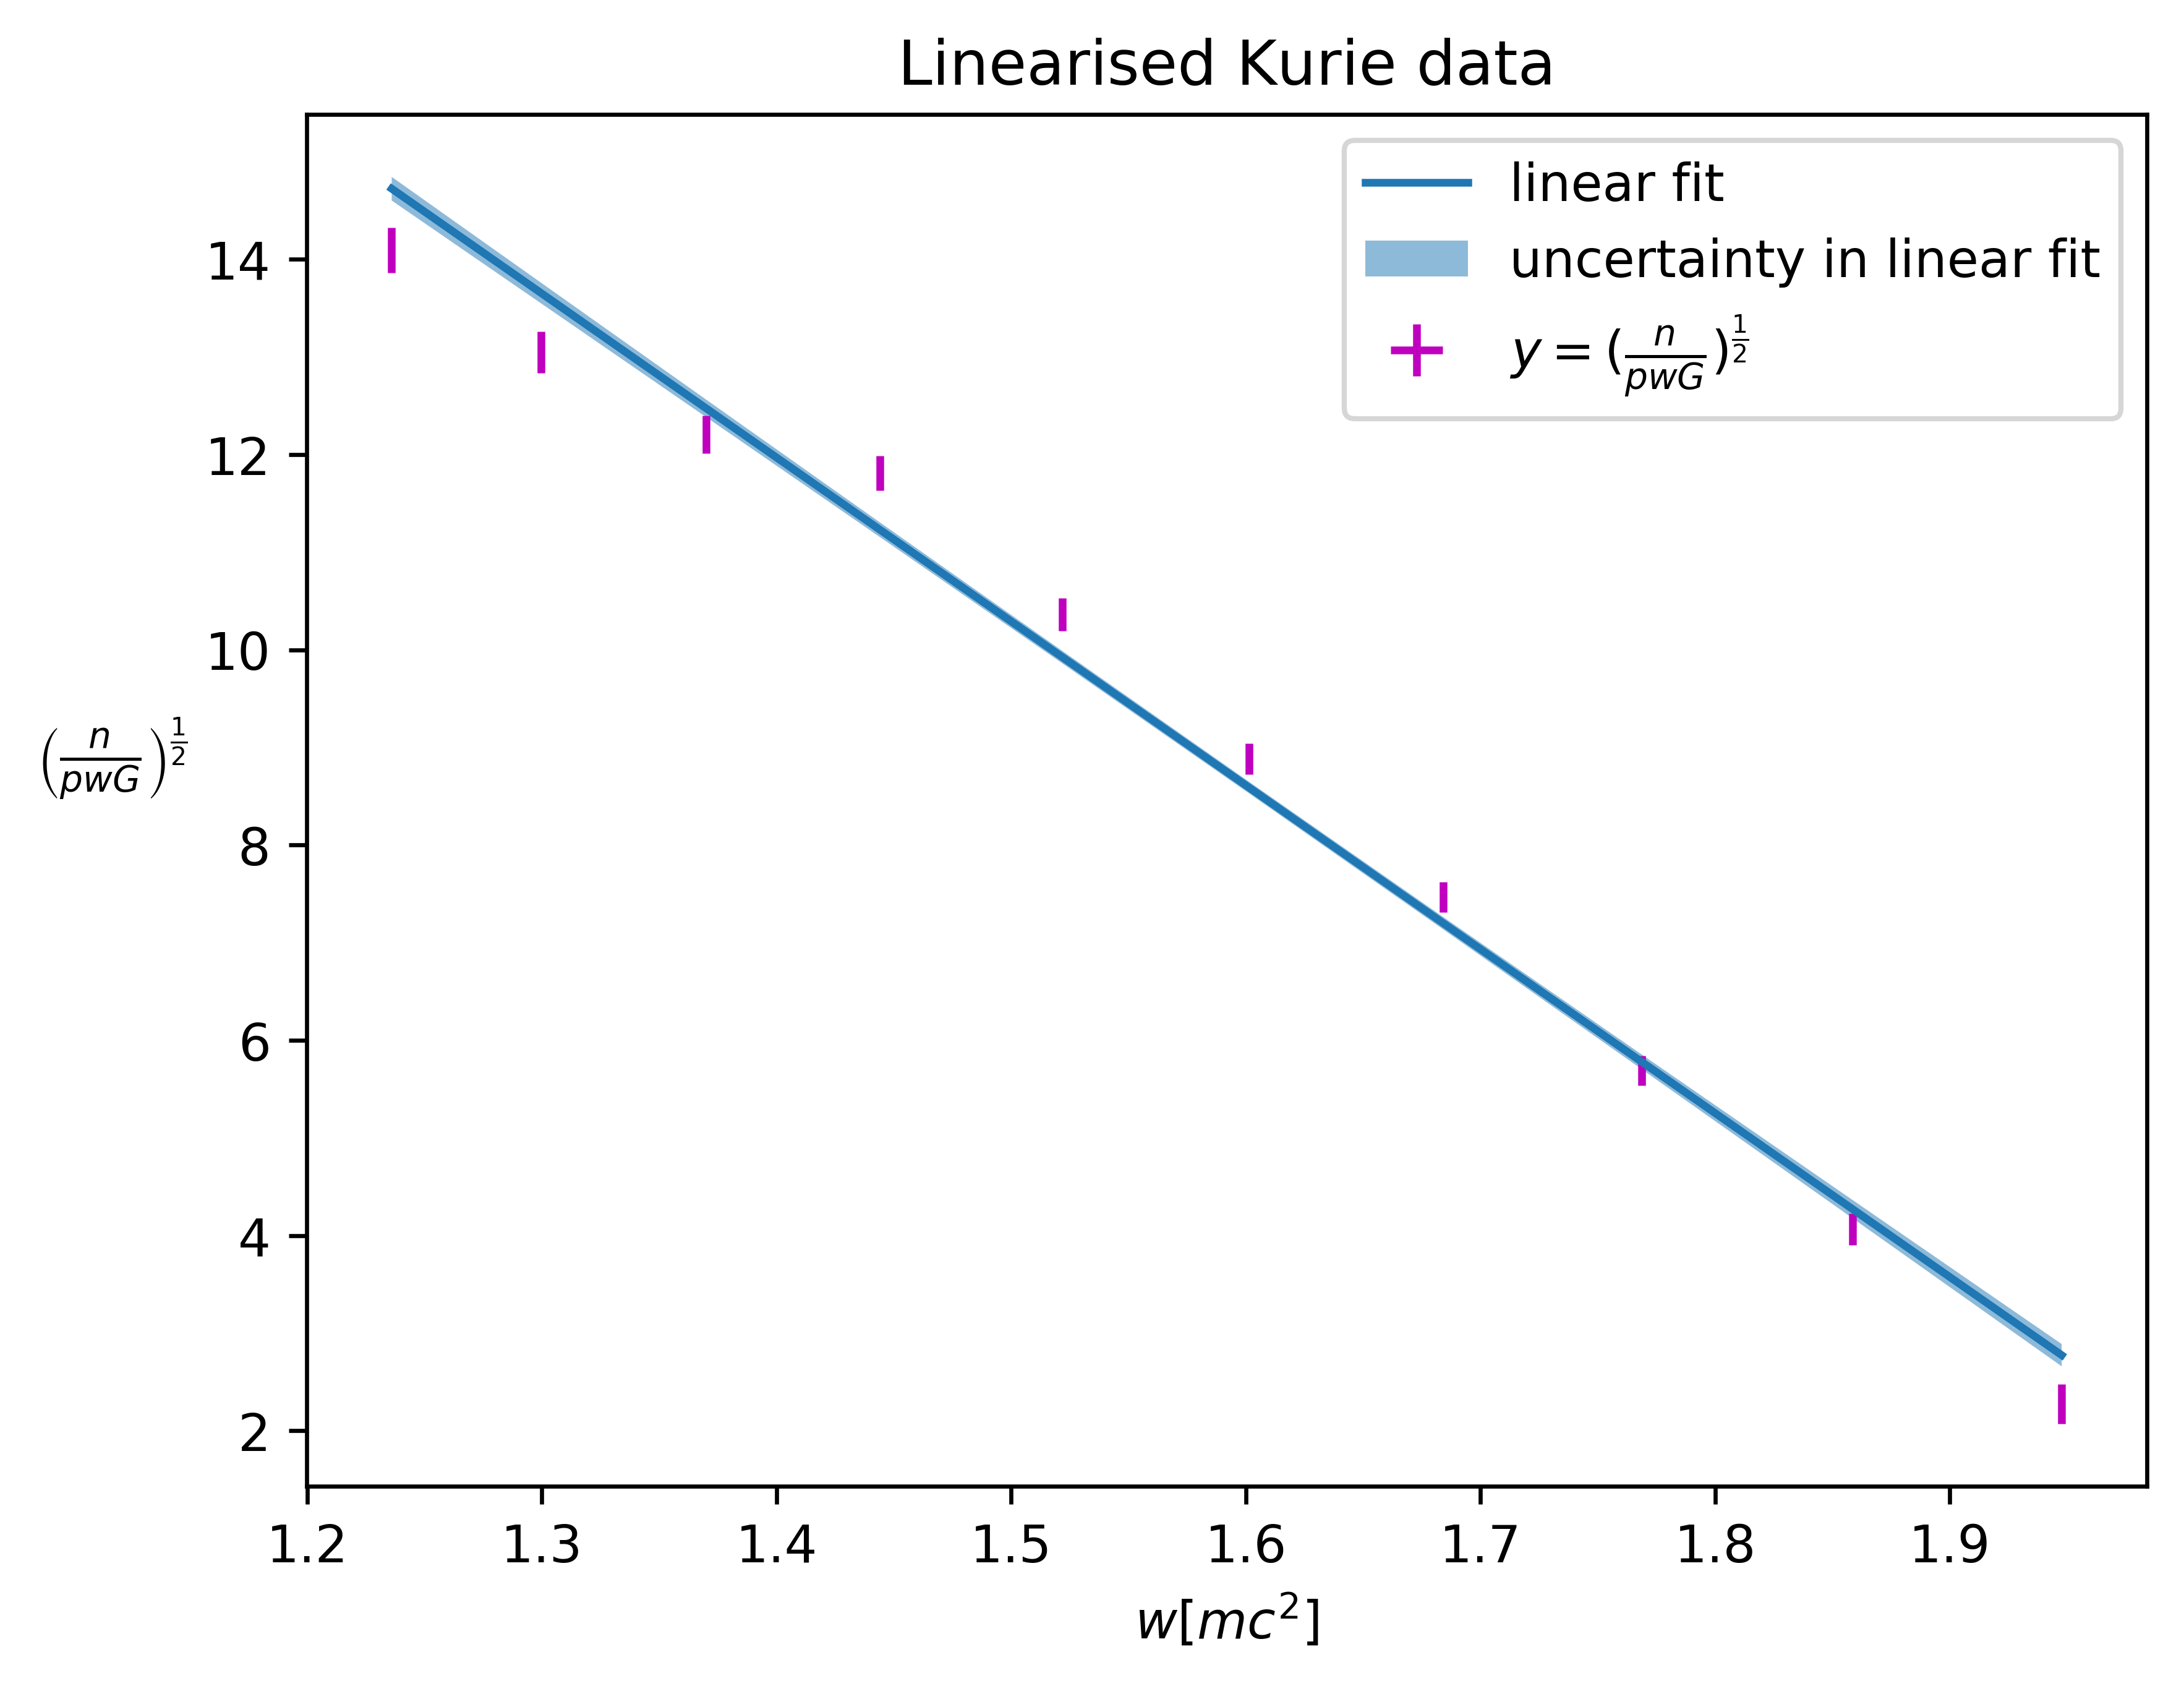 Linearised Kurie data
linear fit
uncertainty in linear fit
y = (n/pwG)^1/2
14
12
10
8
6
4
2
(n/pwG)^1/2
1.2 1.3 1.4 1.5 1.6 1.7 1.8 1.9
w[mc²]